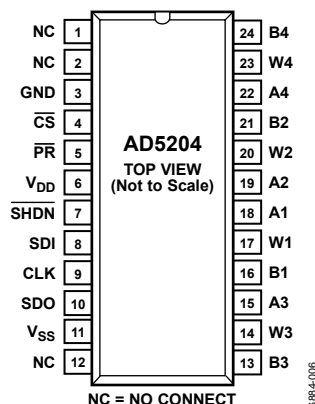 NC 1
NC 2
GND 3
CS 4
PR 5
VDD 6
SHDN 7
SDI 8
CLK 9
SDO 10
VSS 11
NC 12
AD5204
TOP VIEW
(Not to Scale)
24 B4
23 W4
22 A4
21 B2
20 W2
19 A2
18 A1
17 W1
16 B1
15 A3
14 W3
13 B3
NC = NO CONNECT